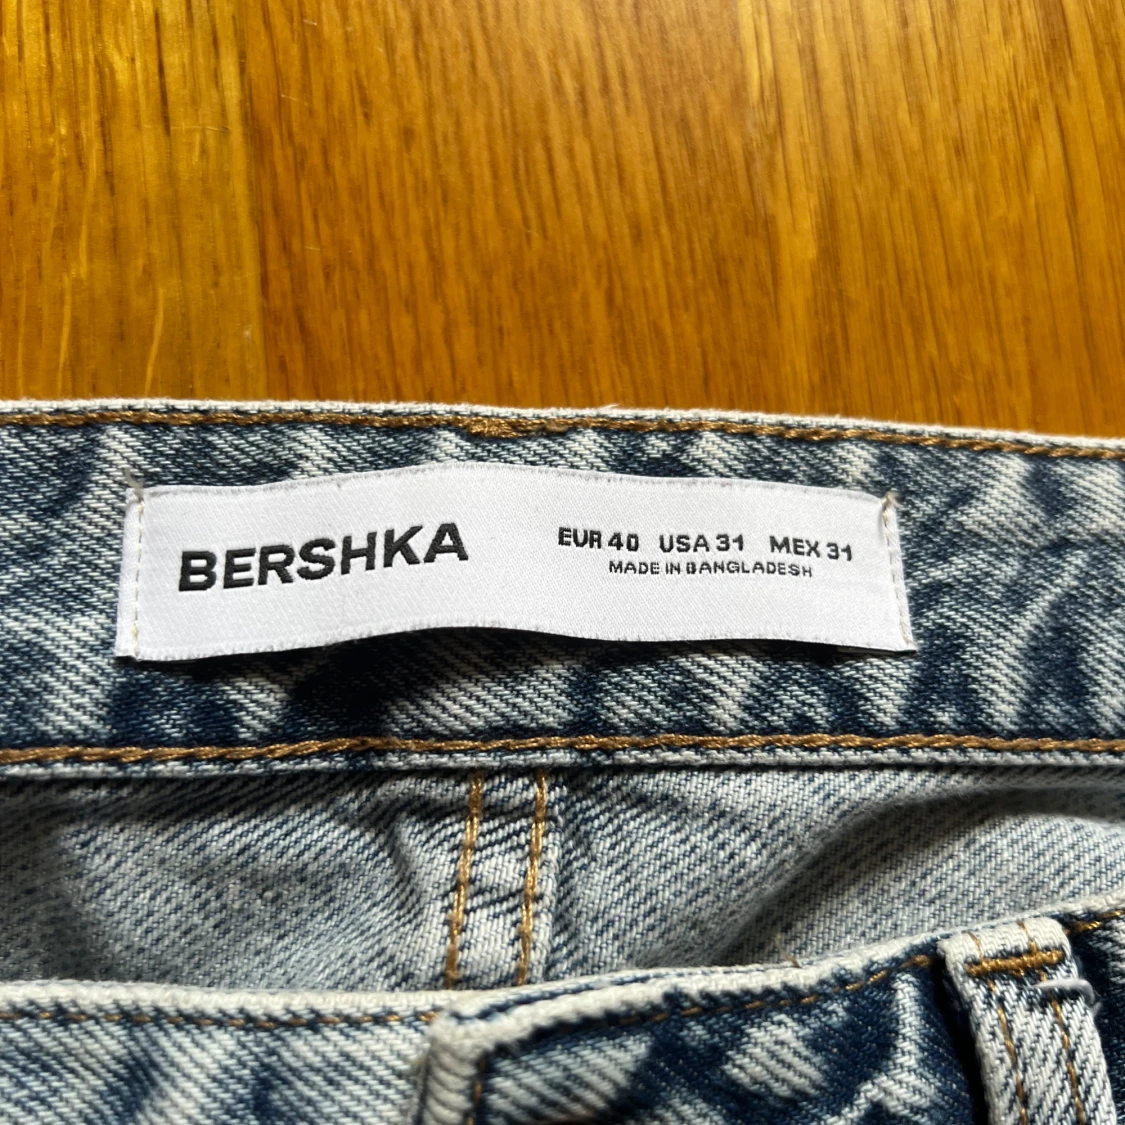 BERSHKA
EUR 40 USA 31 MEX 31
MADE IN BANGLADESH